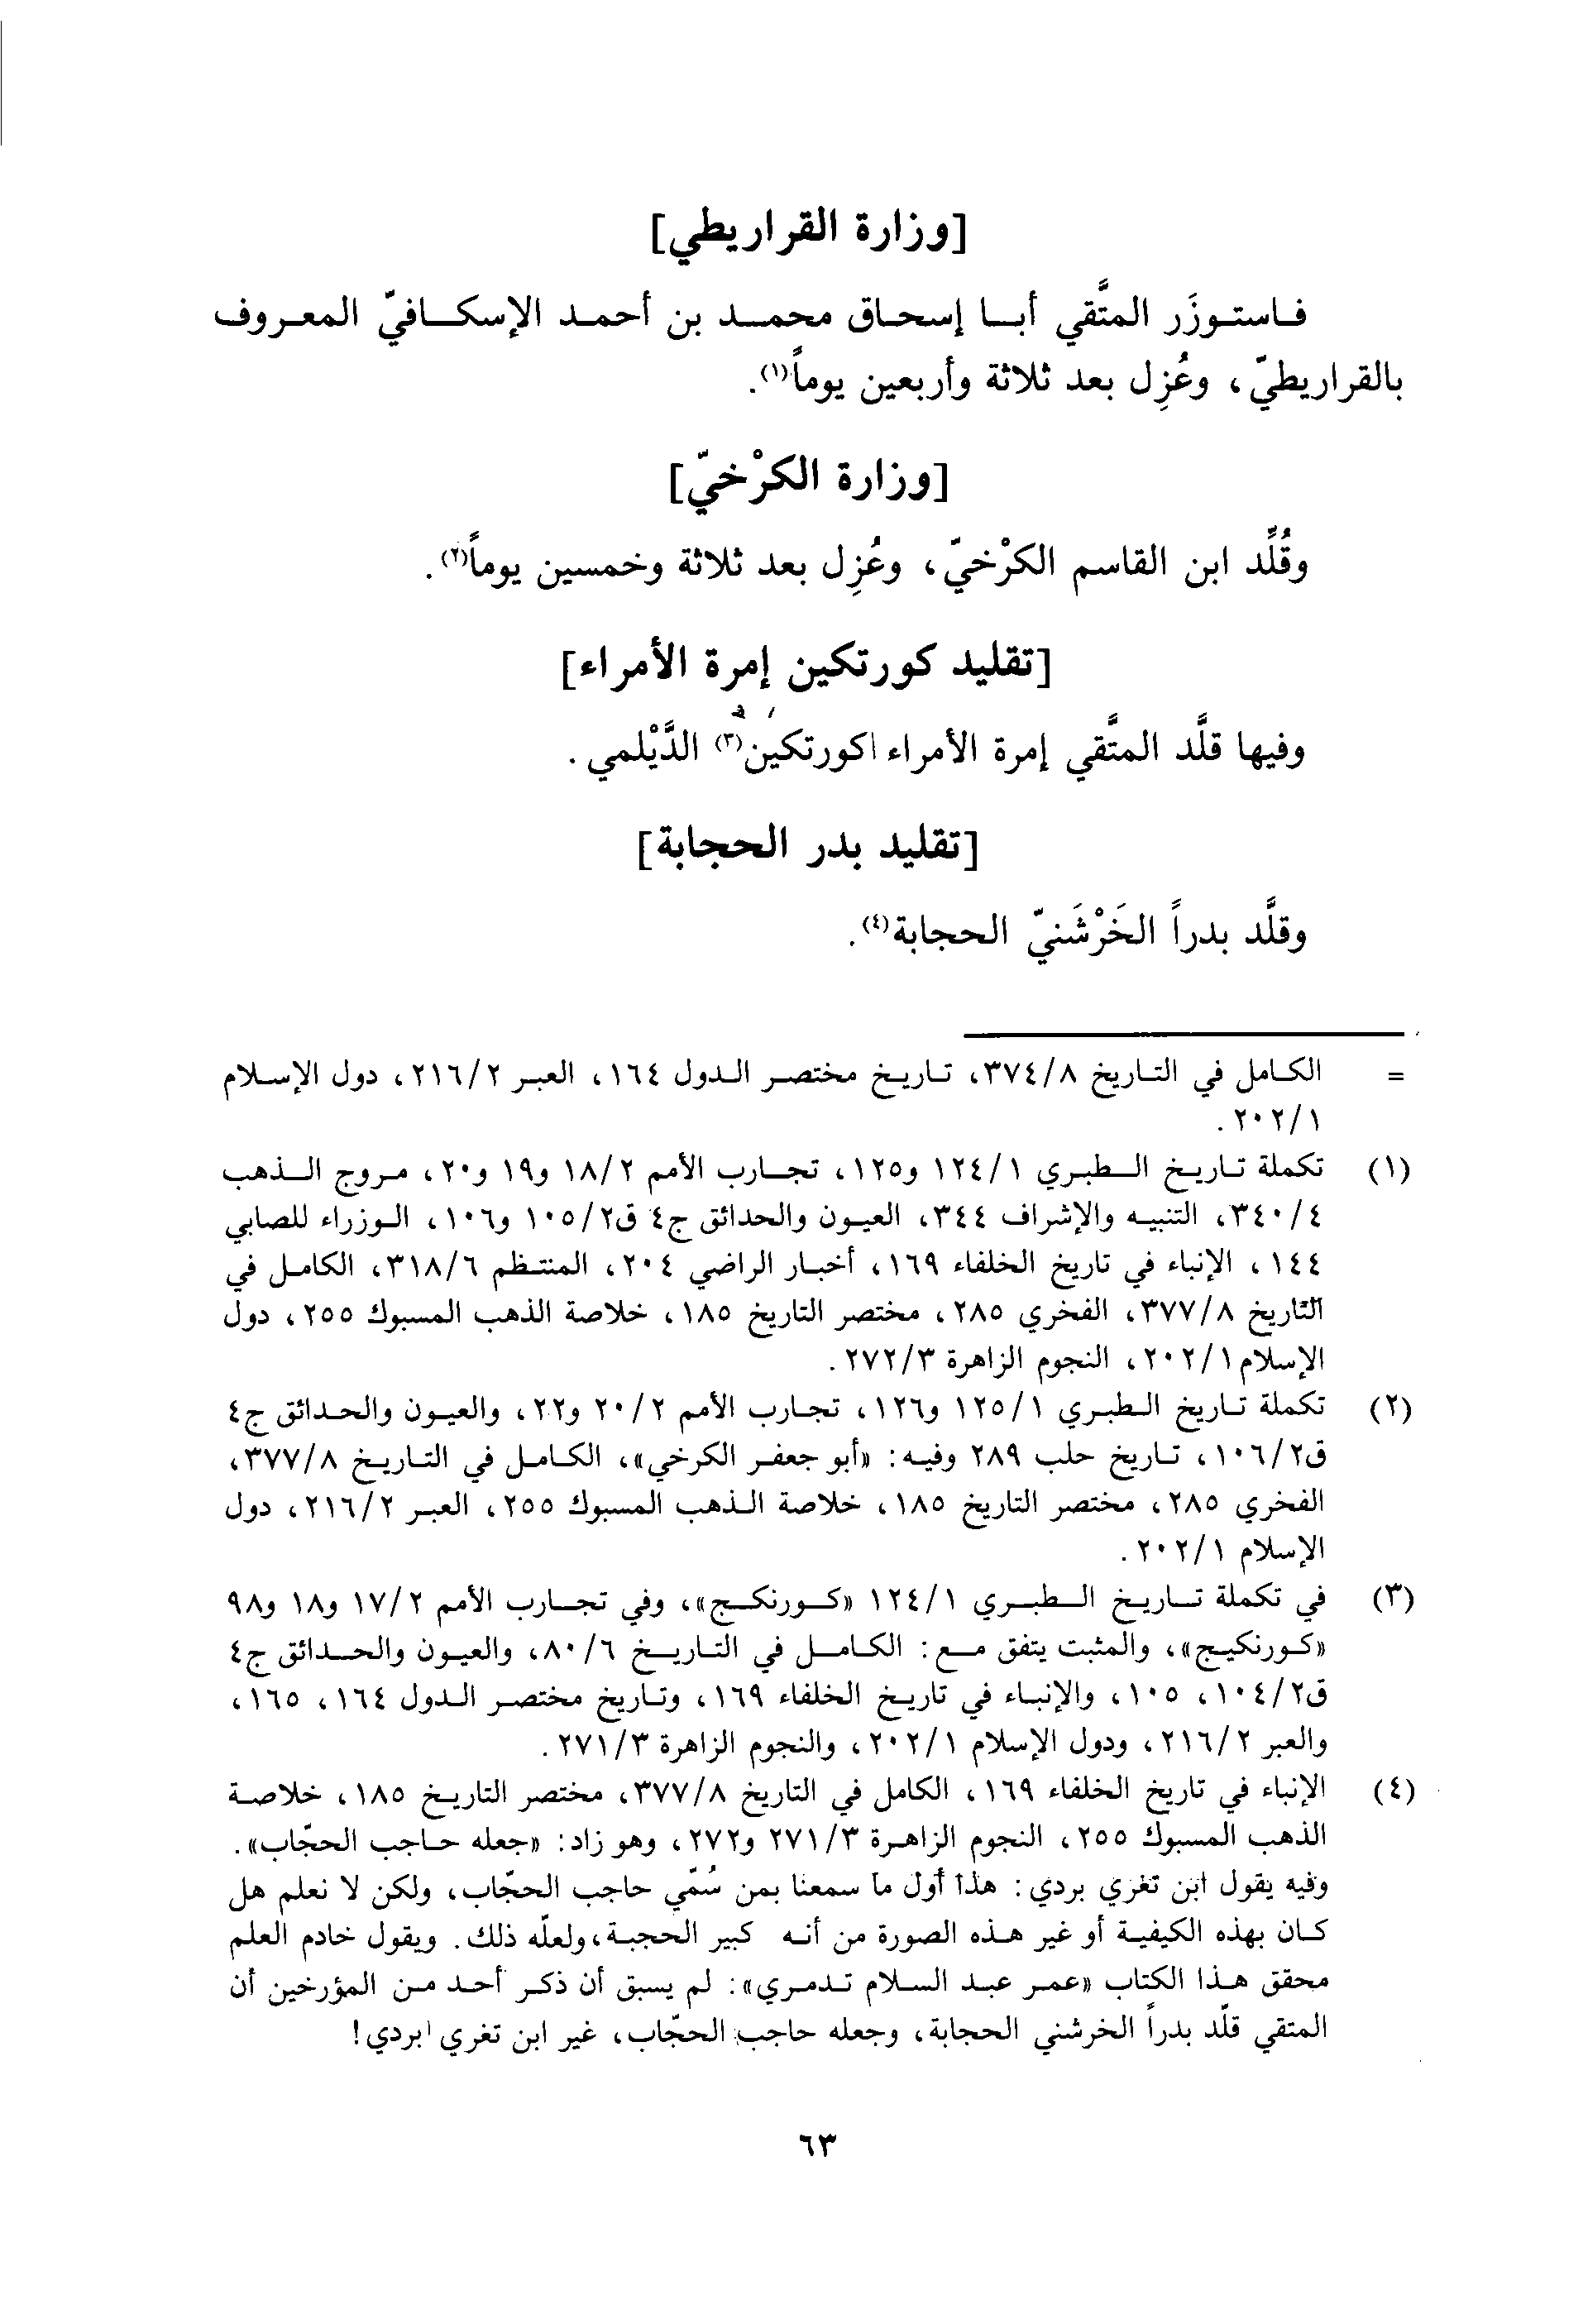 [وزارة القراريطي]
فاستوزَر المتَّقي أبا إسحاق محمد بن أحمد الإسكافيّ المعروف
بالقراريطيّ، وعُزِل بعد ثلاثة وأربعين يوماً(١).
[وزارة الكرْخيّ]
وقُلِّد ابن القاسم الكرْخيّ، وعُزِل بعد ثلاثة وخمسين يوماً(٢).
[تقليد كورتكين إمرة الأمراء]
وفيها قلَّد المتَّقي إمرة الأمراء كورتكين(٣) الدَّيْلمي.
[تقليد بدر الحجابة]
وقلَّد بدراً الخَرْشَنيّ الحجابة(٤).
= الكامل في التاريخ ٣٧٤/٨، تاريخ مختصر الدول ١٦٤، العبر ٢١٦/٢، دول الإسلام
٢٠٢/١.
(١) تكملة تاريخ الطبري ١٢٤/١ و١٢٥، تجارب الأمم ١٨/٢ و١٩ و٢٠، مروج الذهب
٣٤٠/٤، التنبيه والإشراف ٣٤٤، العيون والحدائق ج٤ ق١٠٥/٢ و١٠٦، الوزراء للصابي
١٤٤، الإنباء في تاريخ الخلفاء ١٦٩، أخبار الراضي ٢٠٤، المنتظم ٣١٨/٦، الكامل في
التاريخ ٣٧٧/٨، الفخري ٢٨٥، مختصر التاريخ ١٨٥، خلاصة الذهب المسبوك ٢٥٥، دول
الإسلام ٢٠٢/١، النجوم الزاهرة ٢٧٢/٣.
(٢) تكملة تاريخ الطبري ١٢٥/١ و١٢٦، تجارب الأمم ٢٠/٢ و٢٢، والعيون والحدائق ج٤
ق١٠٦/٢، تاريخ حلب ٢٨٩ وفيه: «أبو جعفر الكرخي»، الكامل في التاريخ ٣٧٧/٨،
الفخري ٢٨٥، مختصر التاريخ ١٨٥، خلاصة الذهب المسبوك ٢٥٥، العبر ٢١٦/٢، دول
الإسلام ٢٠٢/١.
(٣) في تكملة تاريخ الطبري ١٢٤/١ «كورنكج»، وفي تجارب الأمم ١٧/٢ و١٨ و٩٨
«كورنكيج»، والمثبت يتفق مع: الكامل في التاريخ ٨٠/٦، والعيون والحدائق ج٤
ق١٠٤/٢، ١٠٥، والإنباء في تاريخ الخلفاء ١٦٩، وتاريخ مختصر الدول ١٦٤، ١٦٥،
والعبر ٢١٦/٢، ودول الإسلام ٢٠٢/١، والنجوم الزاهرة ٢٧١/٣.
(٤) الإنباء في تاريخ الخلفاء ١٦٩، الكامل في التاريخ ٣٧٧/٨، مختصر التاريخ ١٨٥، خلاصة
الذهب المسبوك ٢٥٥، النجوم الزاهرة ٢٧١/٣ و٢٧٢، وهو زاد: «جعله حاجب الحجّاب».
وفيه يقول ابن تغري بردي: هذا أول ما سمعنا بمن سُمّي حاجب الحجّاب، ولكن لا نعلم هل
كان بهذه الكيفية أو غير هذه الصورة من أنه كبير الحجبة، ولعلّه ذلك. ويقول خادم العلم
محقق هذا الكتاب «عمر عبد السلام تدمري»: لم يسبق أن ذكر أحد من المؤرخين أن
المتقي قلّد بدراً الخرشني الحجابة، وجعله حاجب الحجّاب، غير ابن تغري بردي!
٦٣